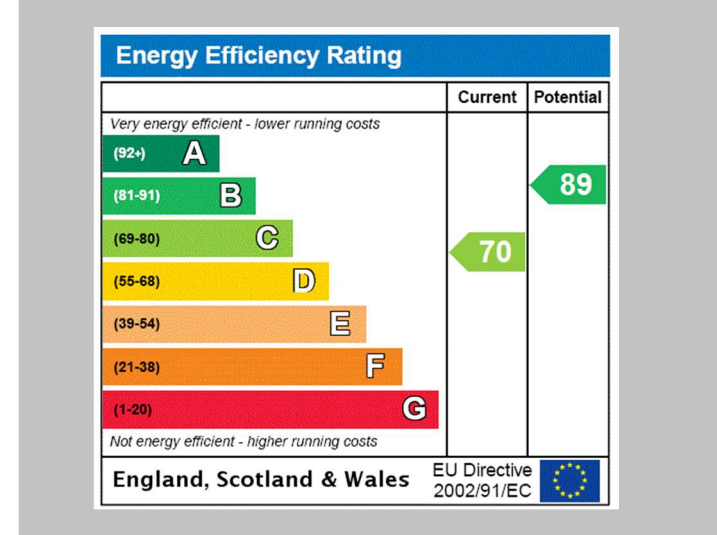 Energy Efficiency Rating
Current Potential
Very energy efficient - lower running costs
(92+) A
(81-91) B
89
(69-80) C
70
(55-68) D
(39-54) E
(21-38) F
(1-20) G
Not energy efficient - higher running costs
England, Scotland & Wales
EU Directive
2002/91/EC